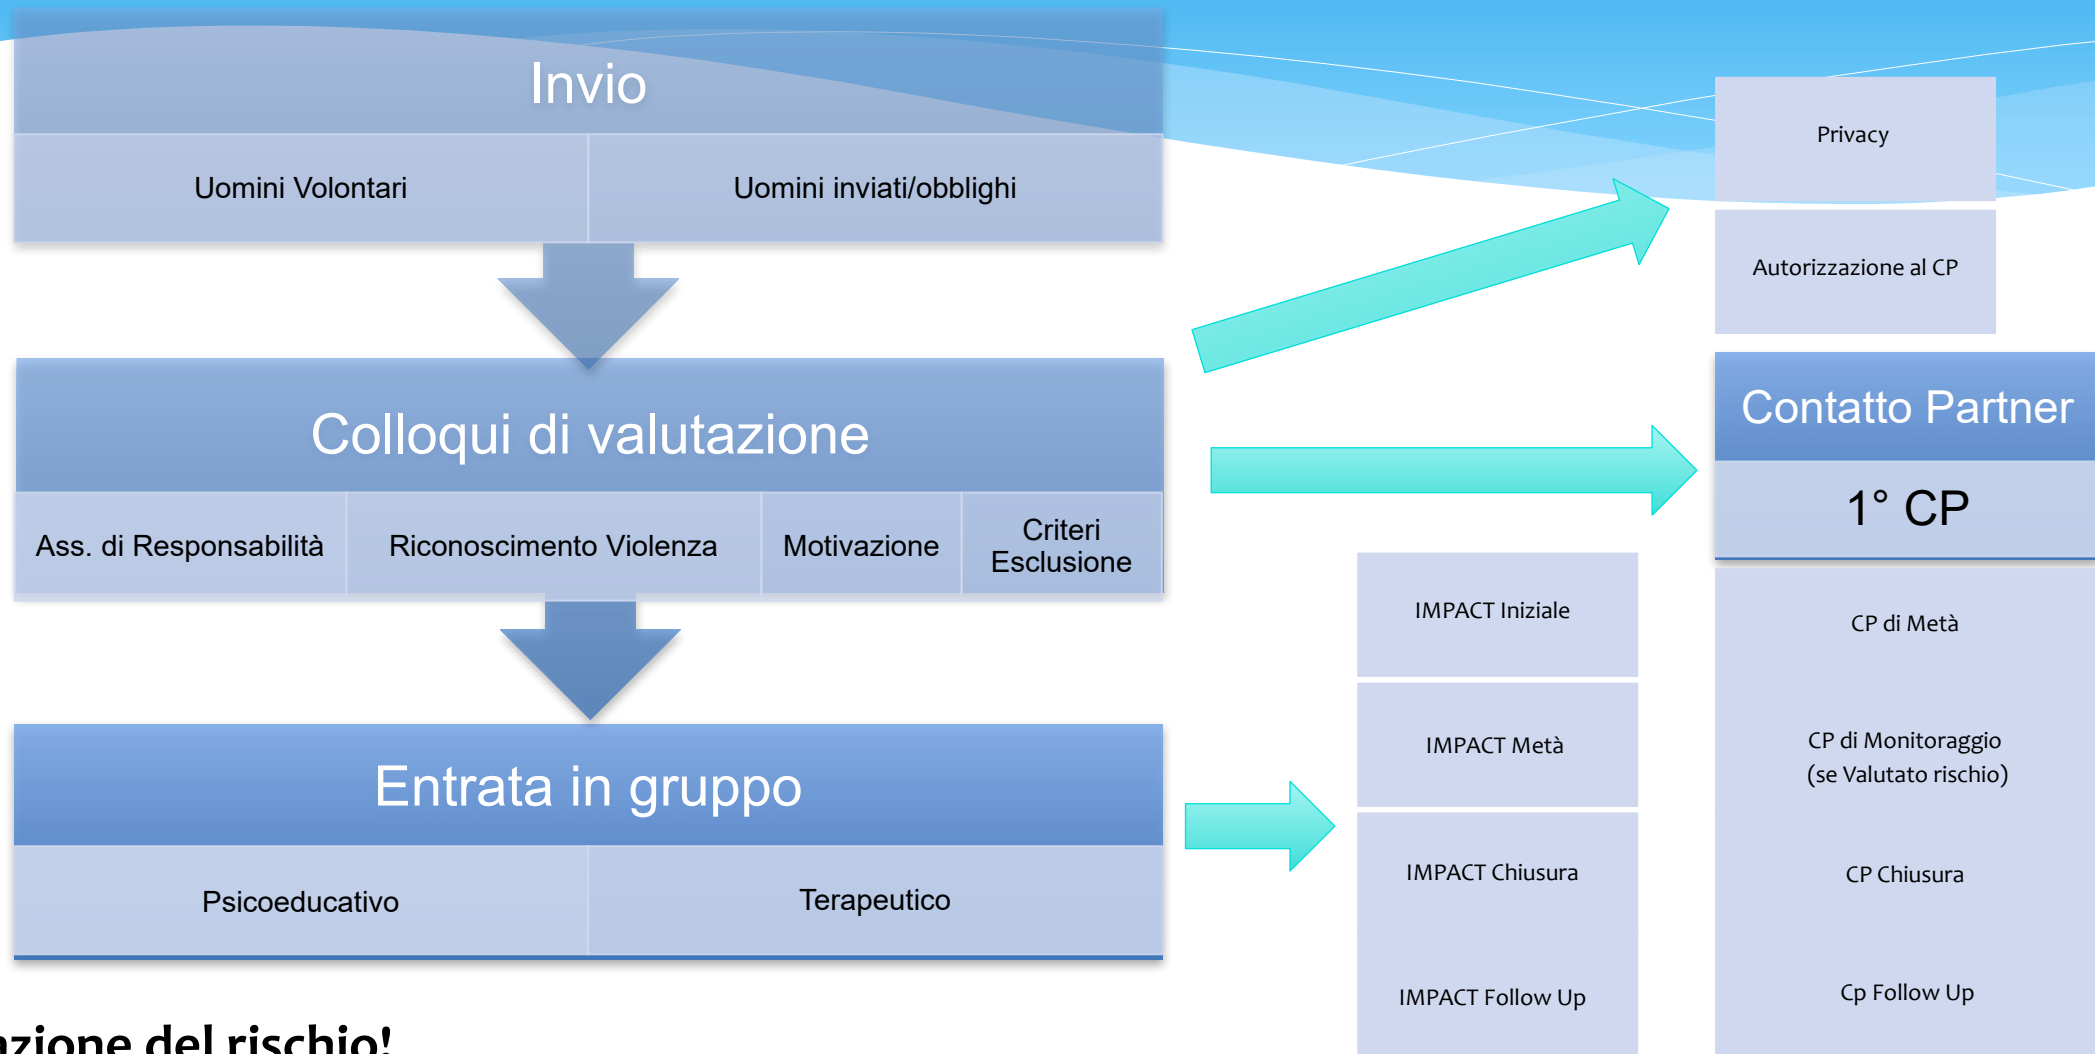 Invio
Uomini Volontari
Uomini inviati/obblighi
Colloqui di valutazione
Ass. di Responsabilità
Riconoscimento Violenza
Motivazione
Criteri
Esclusione
Entrata in gruppo
Psicoeducativo
Terapeutico
Privacy
Autorizzazione al CP
Contatto Partner
1° CP
CP di Metà
CP di Monitoraggio
(se Valutato rischio)
CP Chiusura
Cp Follow Up
IMPACT Iniziale
IMPACT Metà
IMPACT Chiusura
IMPACT Follow Up
del rischio!